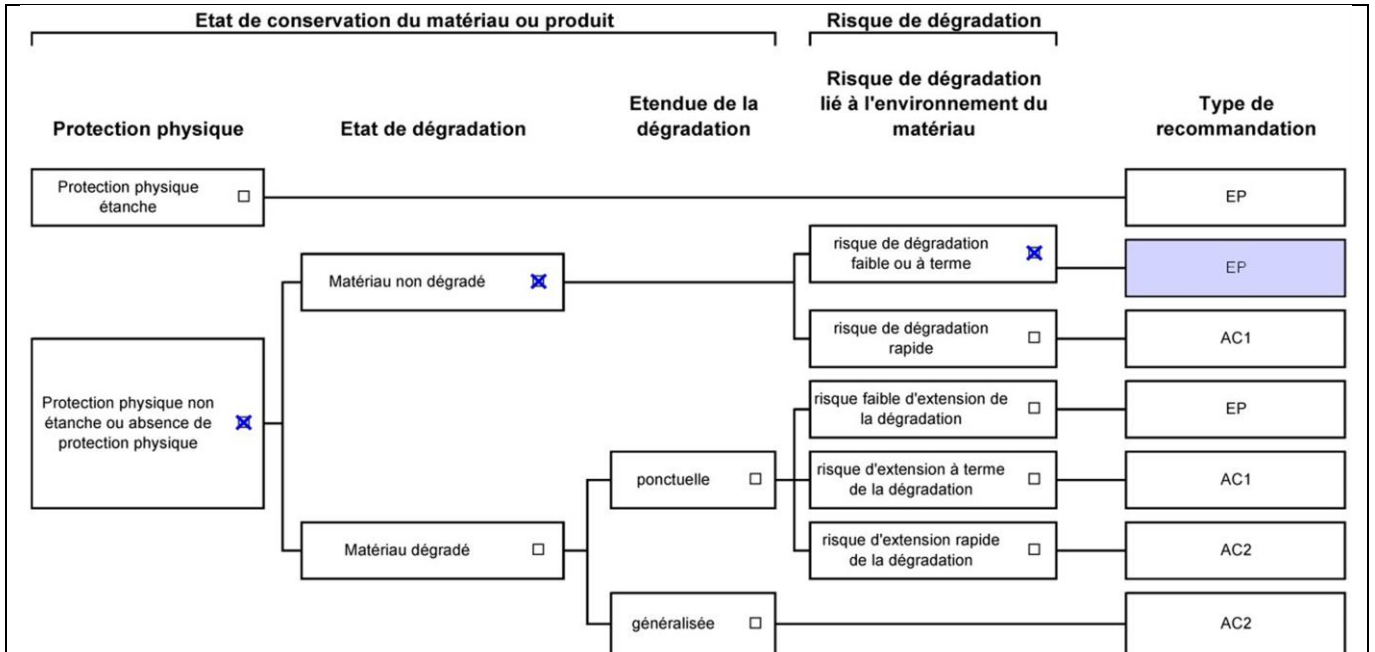 Etat de conservation du matériau ou produit
Risque de dégradation
Protection physique
Etat de dégradation
Etendue de la
dégradation
Risque de dégradation
lié à l'environnement du
matériau
Type de
recommandation
Protection physique
étanche
EP
risque de dégradation
faible ou à terme
EP
Matériau non dégradé
risque de dégradation
rapide
AC1
Protection physique non
étanche ou absence de
protection physique
risque faible d'extension de
la dégradation
EP
ponctuelle
risque d'extension à terme
de la dégradation
AC1
Matériau dégradé
risque d'extension rapide
de la dégradation
AC2
généralisée
AC2